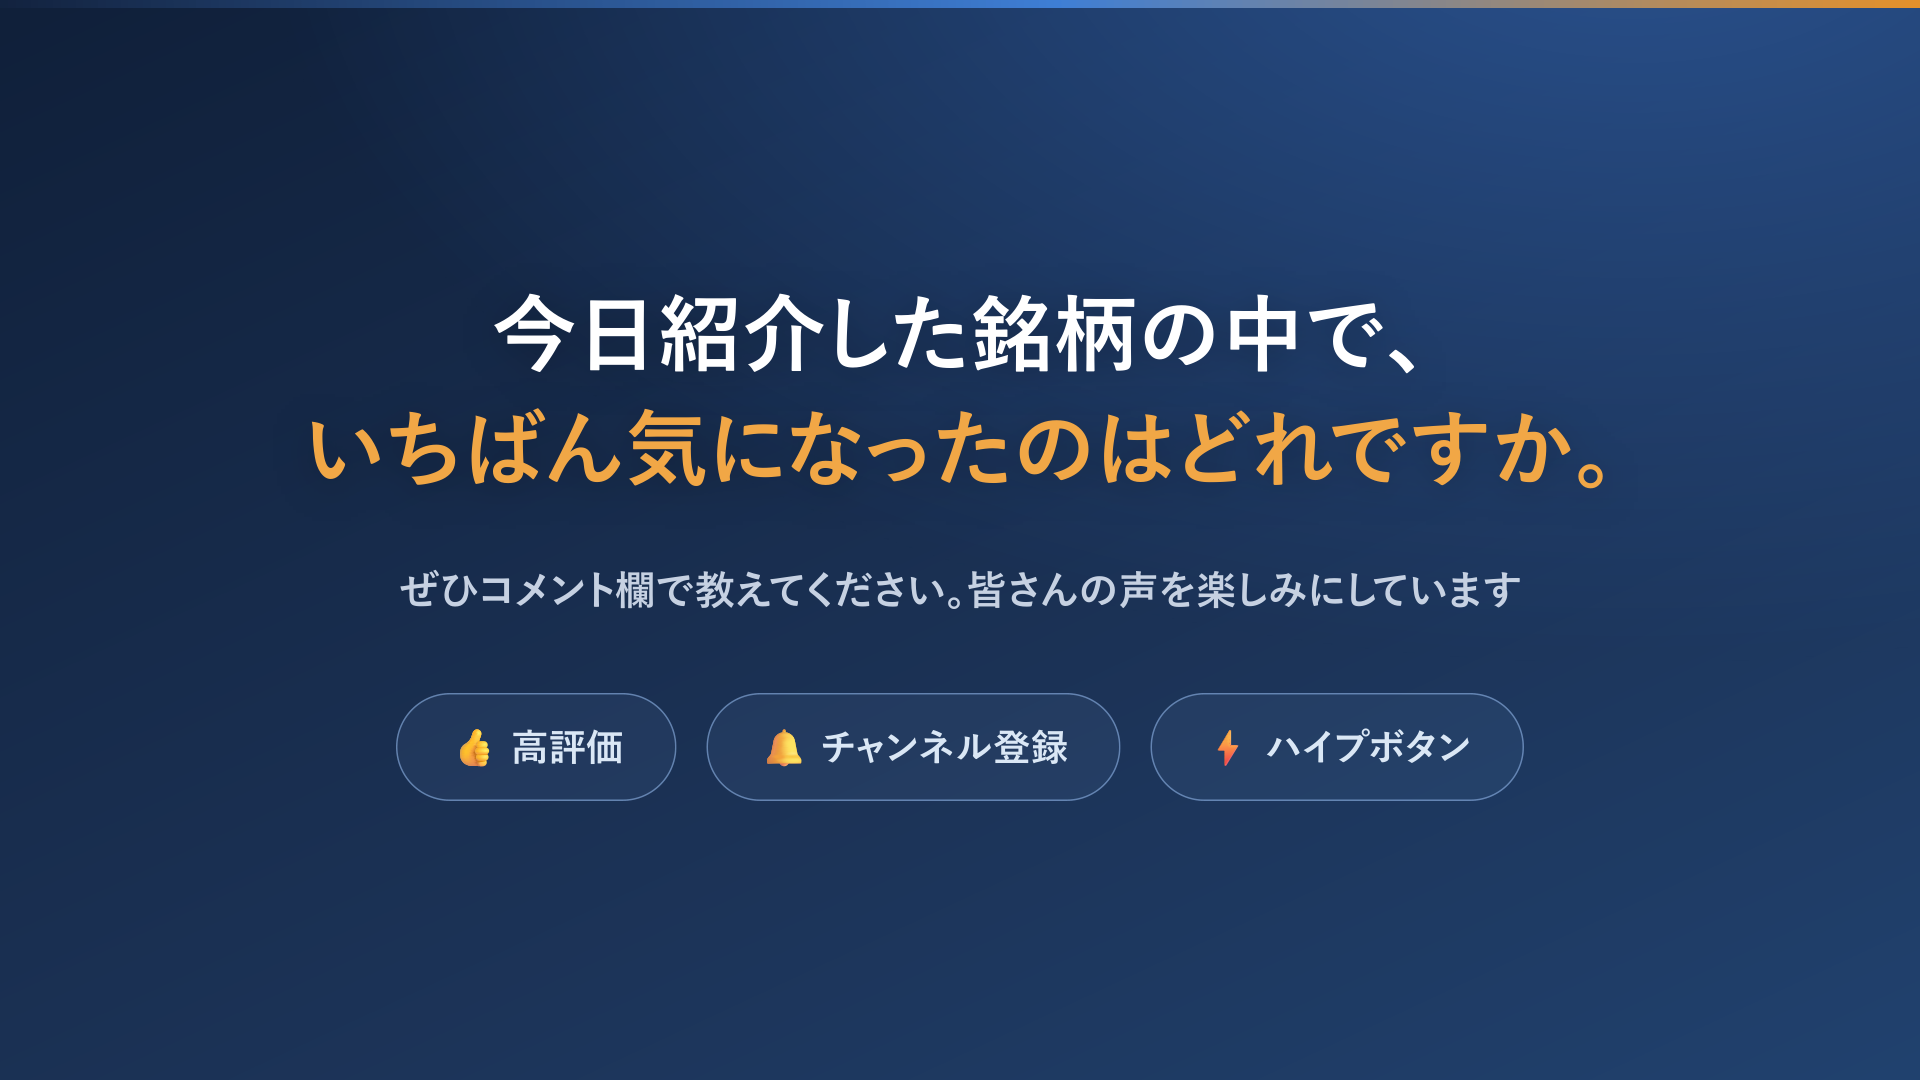 今日紹介した銘柄の中で、
いちばん気になったのはどれですか。
ぜひコメント欄で教えてください。皆さんの声を楽しみにしています
👍 高評価
🔔 チャンネル登録
⚡ ハイプボタン